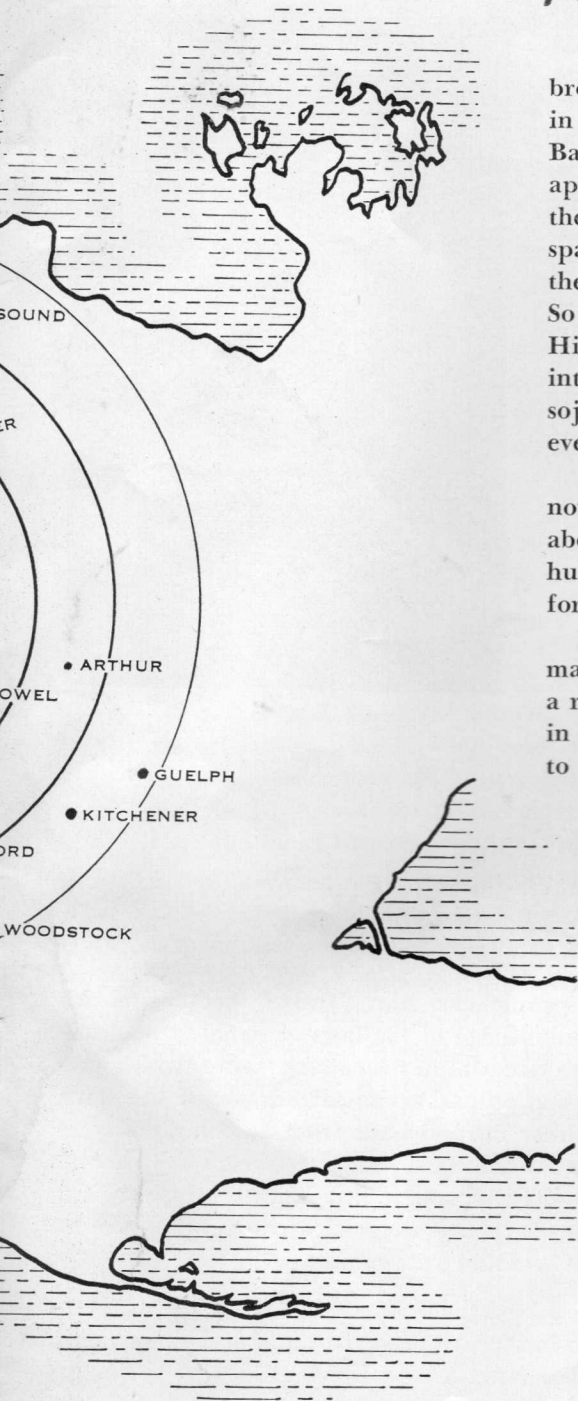 SOUND
ER
ARTHUR
OWEL
GUELPH
KITCHENER
ORD
WOODSTOCK
bro
in
Ba
ap
the
spa
the
So
Hi
int
soj
eve
no
abo
hu
for
ma
a r
in
to